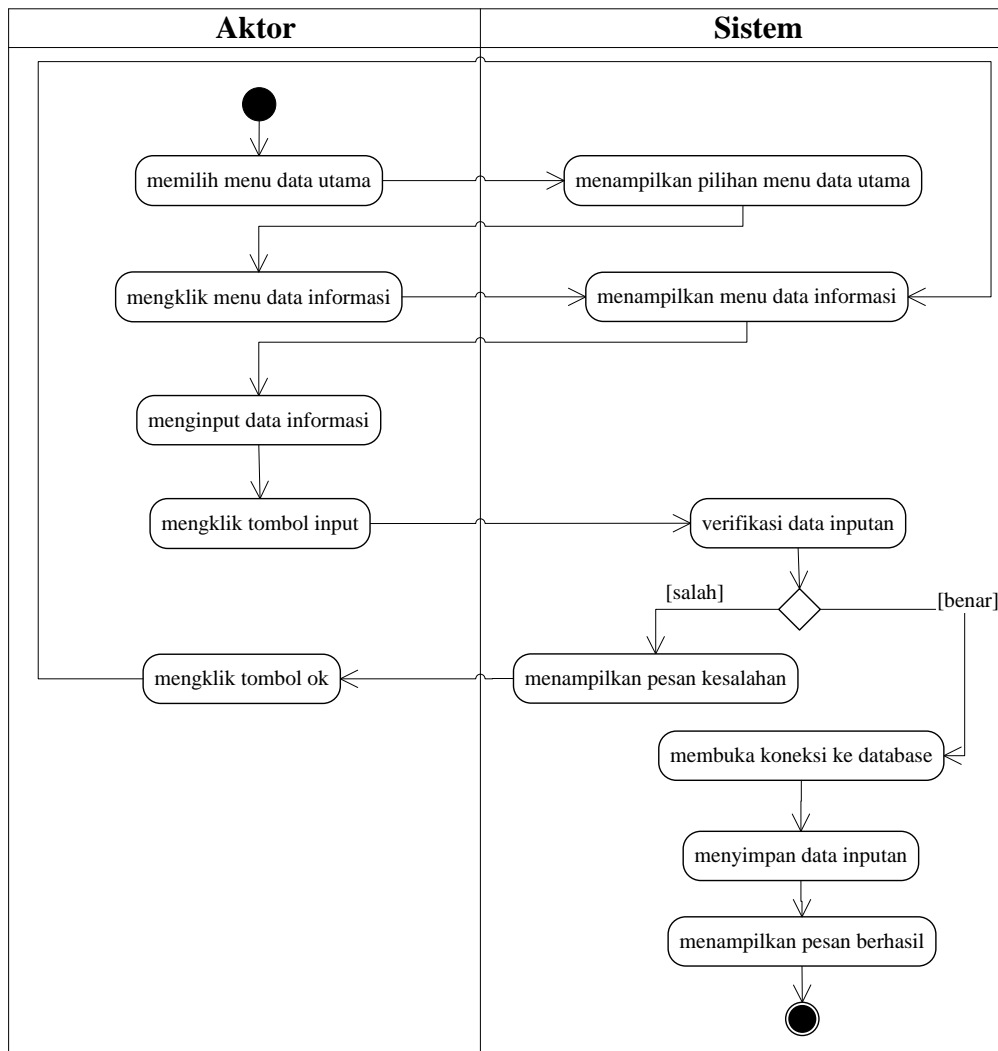 Aktor
Sistem
memilih menu data utama
menampilkan pilihan menu data utama
mengklik menu data informasi
menampilkan menu data informasi
menginput data informasi
mengklik tombol input
verifikasi data inputan
[salah]
[benar]
mengklik tombol ok
menampilkan pesan kesalahan
membuka koneksi ke database
menyimpan data inputan
menampilkan pesan berhasil